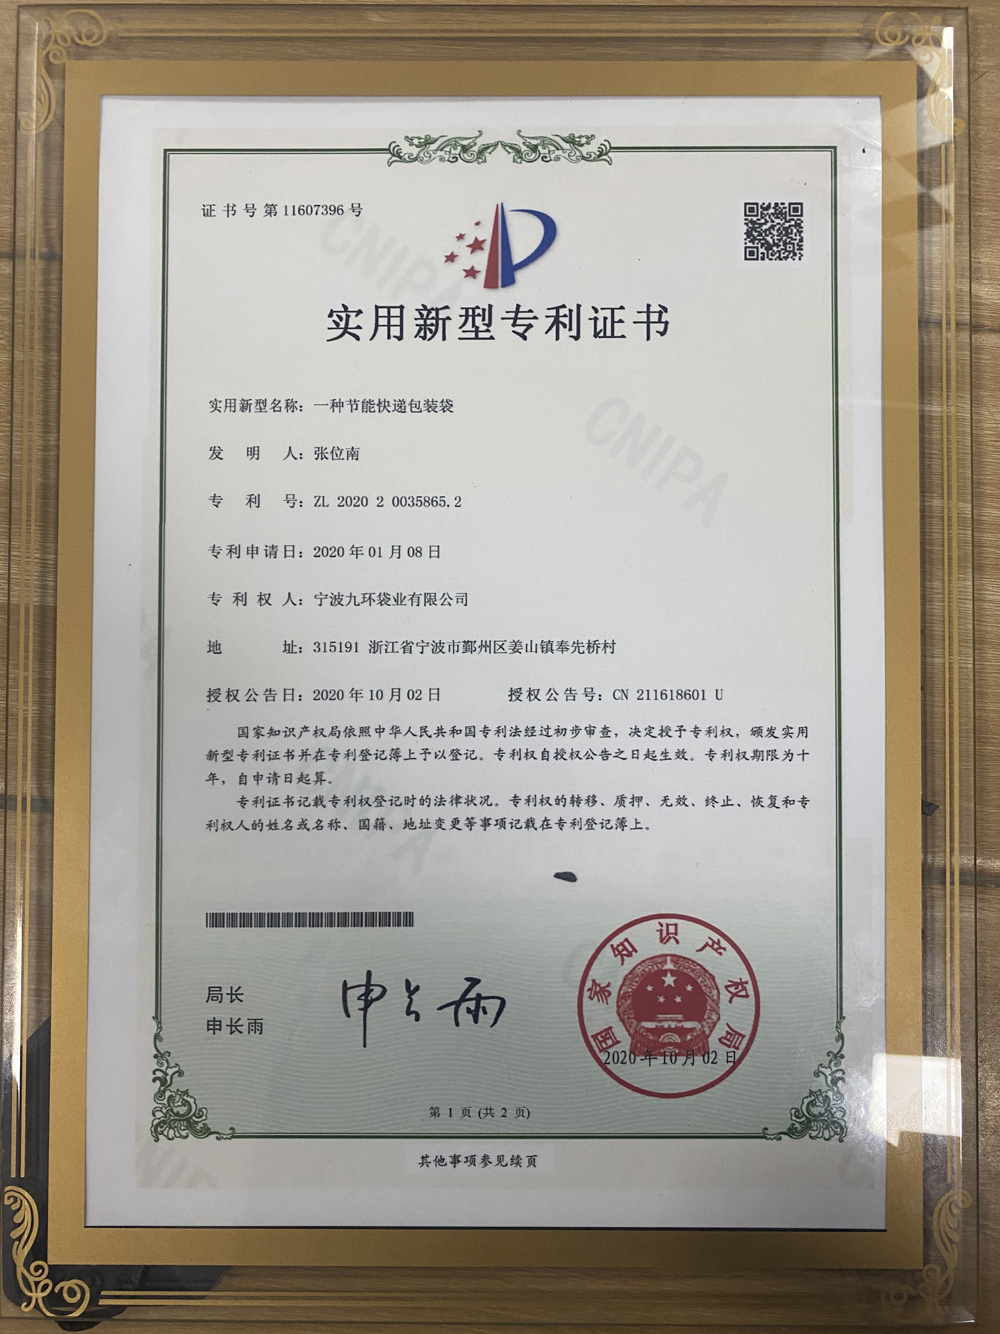 证书号第11607396号
实用新型专利证书
实用新型名称：一种节能快递包装袋
发明人：张位南
专利号：ZL 2020 2 0035865.2
专利申请日：2020年01月08日
专利权人：宁波九环袋业有限公司
地址：315191 浙江省宁波市鄞州区姜山镇奉先桥村
授权公告日：2020年10月02日 授权公告号：CN 211618601 U
国家知识产权局依照中华人民共和国专利法经过初步审查，决定授予专利权，颁发实用
新型专利证书并在专利登记簿上予以登记。专利权自授权公告之日起生效。专利权期限为十
年，自申请日起算。
专利证书记载专利权登记时的法律状况。专利权的转移、质押、无效、终止、恢复和专
利权人的姓名或名称、国籍、地址变更等事项记载在专利登记簿上。
局长
申长雨
申长雨
国家知识产权局
2020年10月02日
第 1 页 (共 2 页)
其他事项参见续页
CNIPA
CNIPA